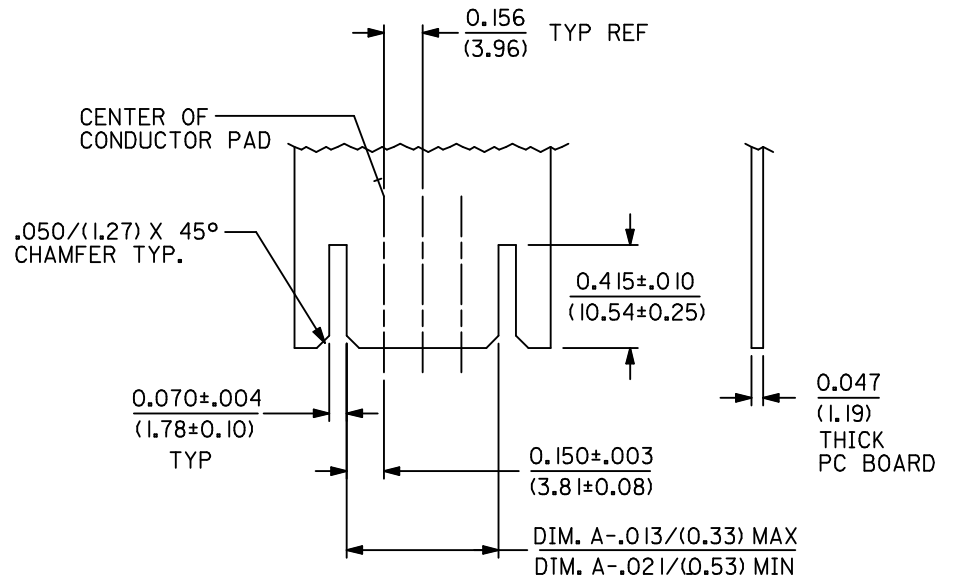 0.156
(3.96)
TYP REF
CENTER OF
CONDUCTOR PAD
.050/(1.27) X 45°
CHAMFER TYP.
0.415±.010
(10.54±0.25)
0.070±.004
(1.78±0.10)
TYP
0.047
(1.19)
THICK
PC BOARD
0.150±.003
(3.81±0.08)
DIM. A-.013/(0.33) MAX
DIM. A-.021/(0.53) MIN